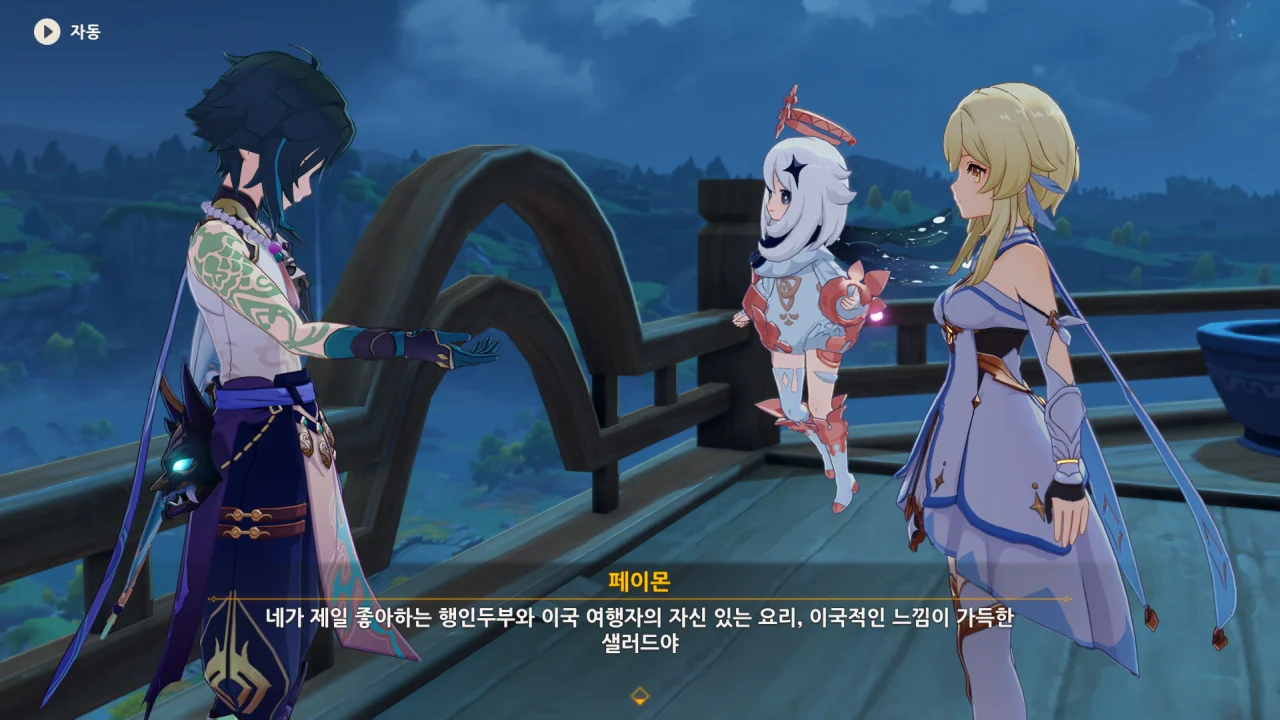 자동
페이몬
네가 제일 좋아하는 행인두부와 이국 여행자의 자신 있는 요리, 이국적인 느낌이 가득한
샐러드야